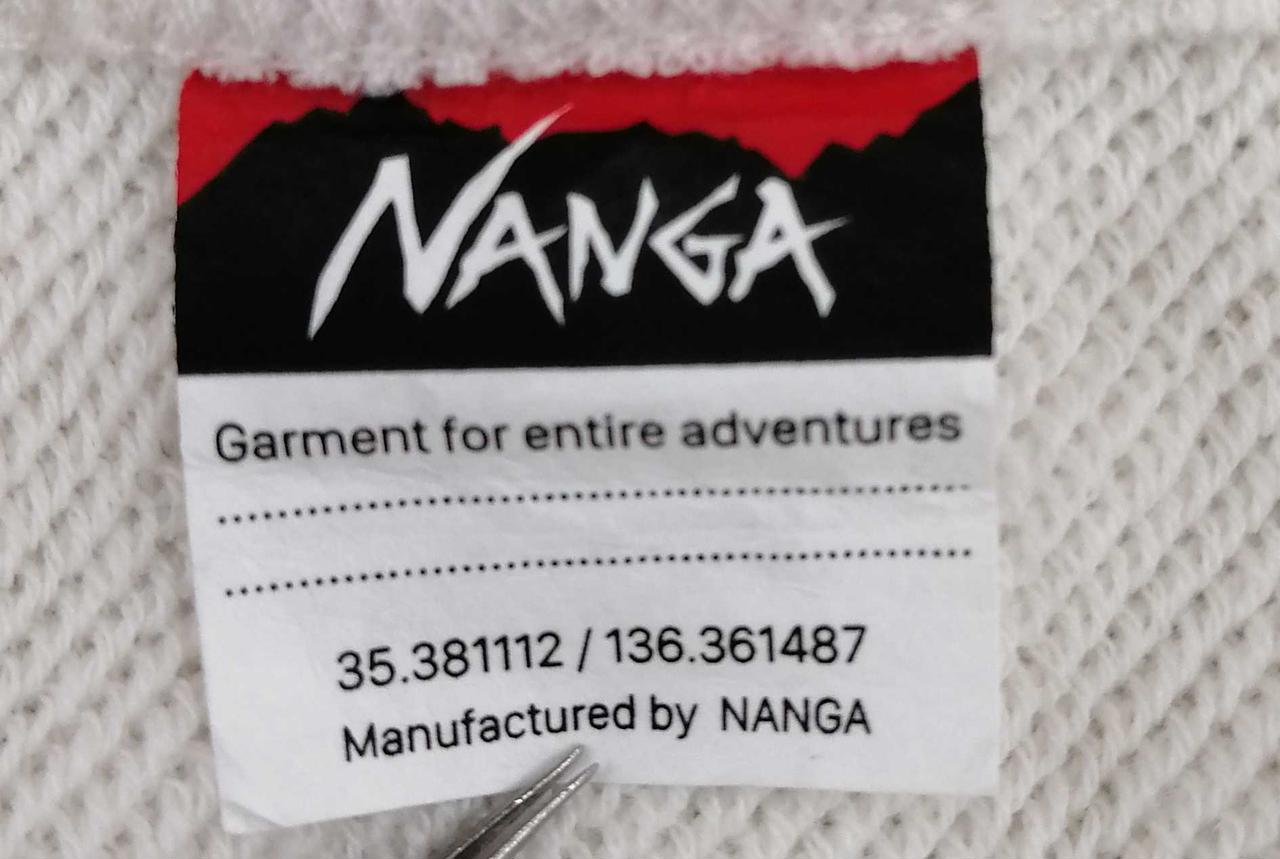 NANGA
Garment for entire adventures
35.381112 / 136.361487
Manufactured by NANGA